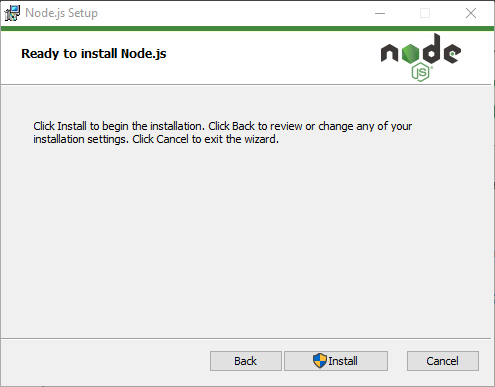 Node.js Setup
Ready to install Node.js
node
JS
Click Install to begin the installation. Click Back to review or change any of your
installation settings. Click Cancel to exit the wizard.
Back
Install
Cancel